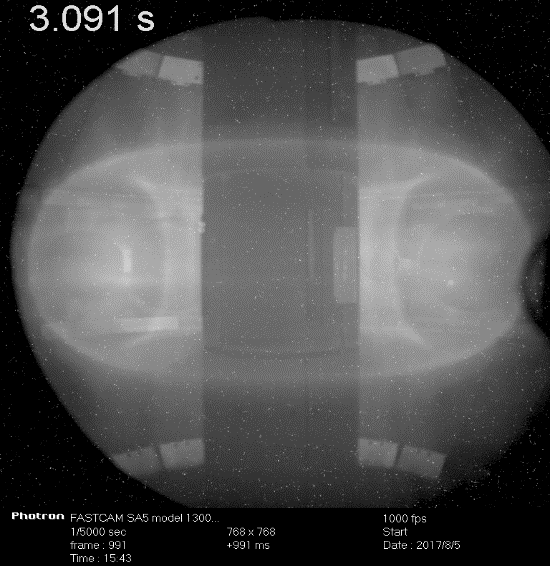 3.091 s
Photron FASTCAM SA5 model 1300...
1/5000 sec 768 x 768 1000 fps
frame : 991 +991 ms Start
Time : 15:43 Date : 2017/8/5